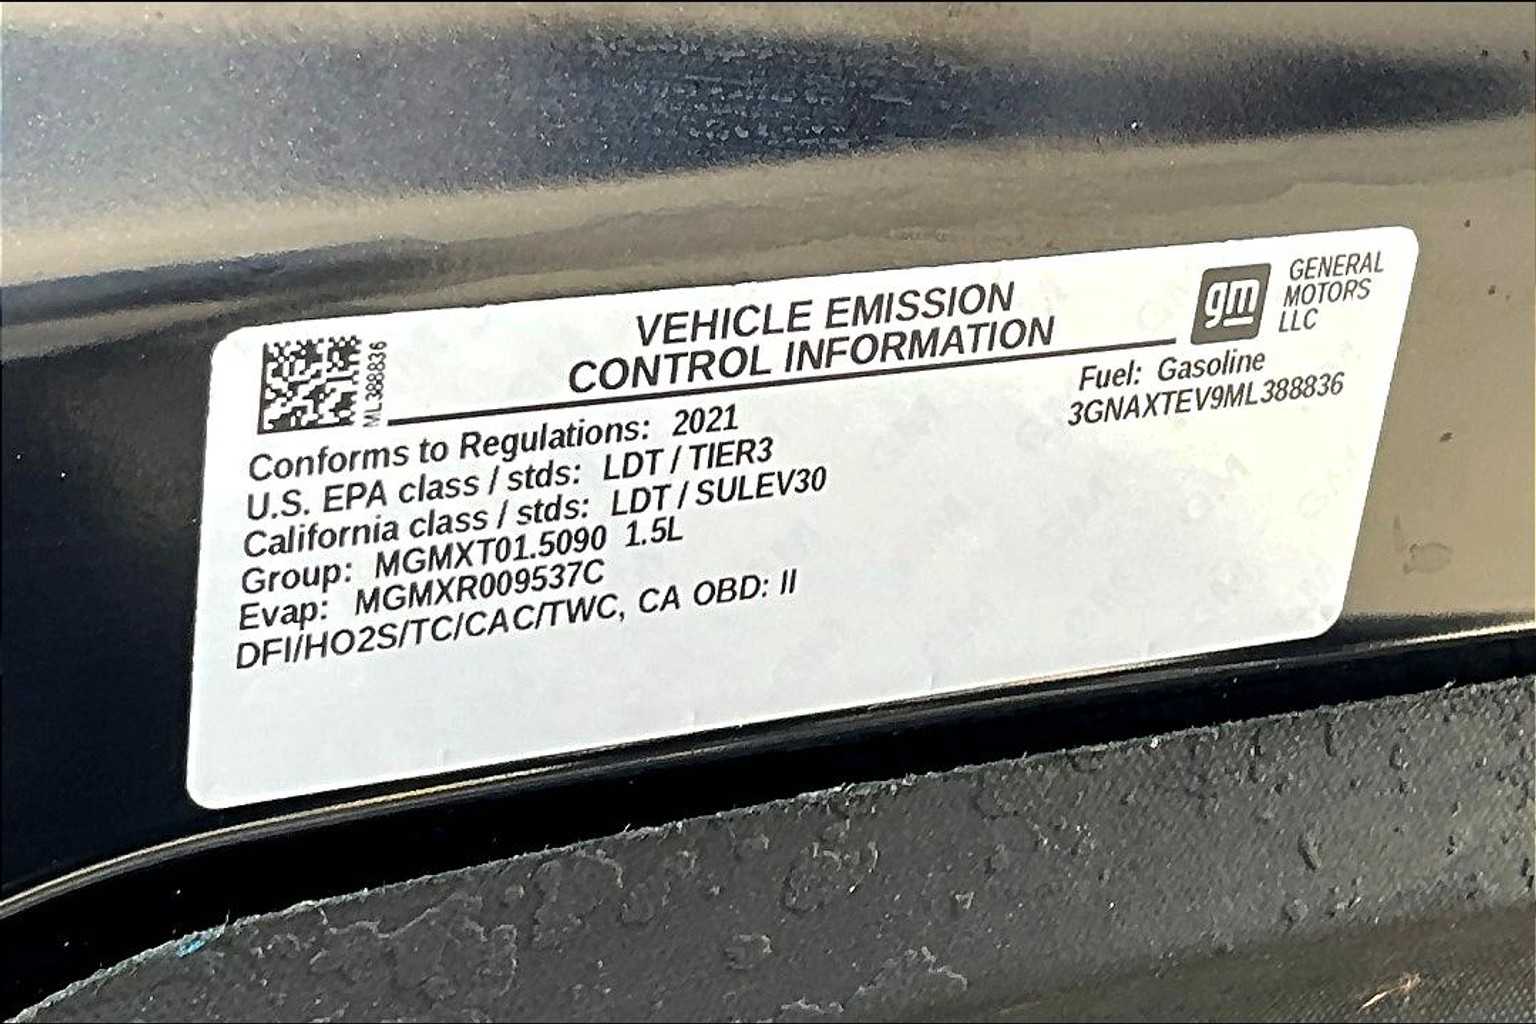 VEHICLE EMISSION
CONTROL INFORMATION
gm
GENERAL
MOTORS
LLC
ML388836
Fuel: Gasoline
3GNAXTEV9ML388836
Conforms to Regulations: 2021
U.S. EPA class / stds: LDT / TIER3
California class / stds: LDT / SULEV30
Group: MGMXT01.5090 1.5L
Evap: MGMXR009537C
DFI/HO2S/TC/CAC/TWC, CA OBD: II